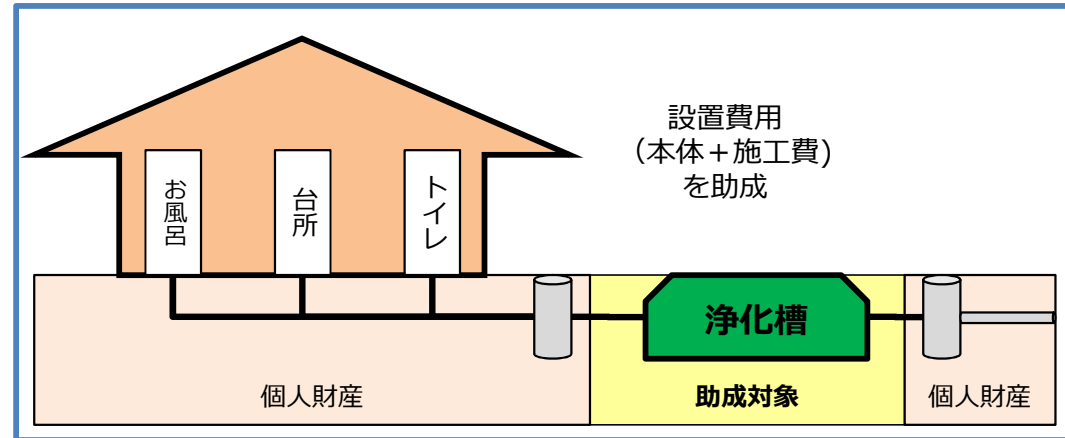 設置費用
（本体＋施工費)
を助成
お風呂
台所
トイレ
浄化槽
個人財産
助成対象
個人財産